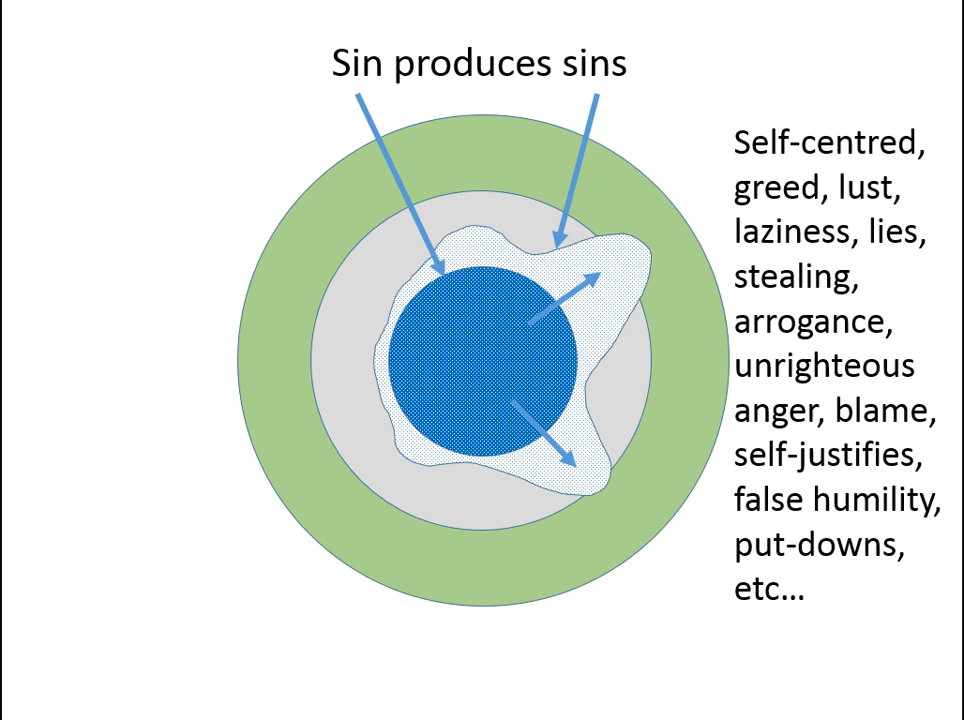 Sin produces sins
Self-centred,
greed, lust,
laziness, lies,
stealing,
arrogance,
unrighteous
anger, blame,
self-justifies,
false humility,
put-downs,
etc…